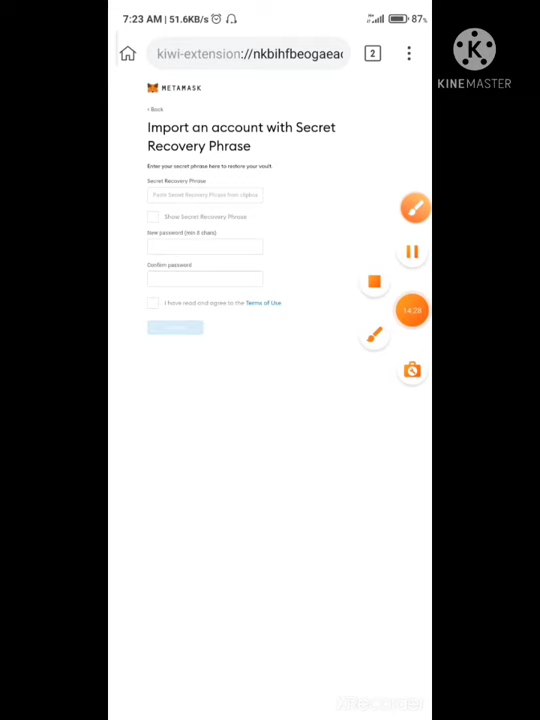 7:23 AM | 51.6KB/s
87%
kiwi-extension://nkbihfbeogaeac
2
KINEMASTER
METAMASK
< Back
Import an account with Secret
Recovery Phrase
Enter your secret phrase here to restore your vault.
Secret Recovery Phrase
Paste Secret Recovery Phrase from clipboa
Show Secret Recovery Phrase
New password (min 8 chars)
Confirm password
I have read and agree to the Terms of Use
14:28
XRecorder